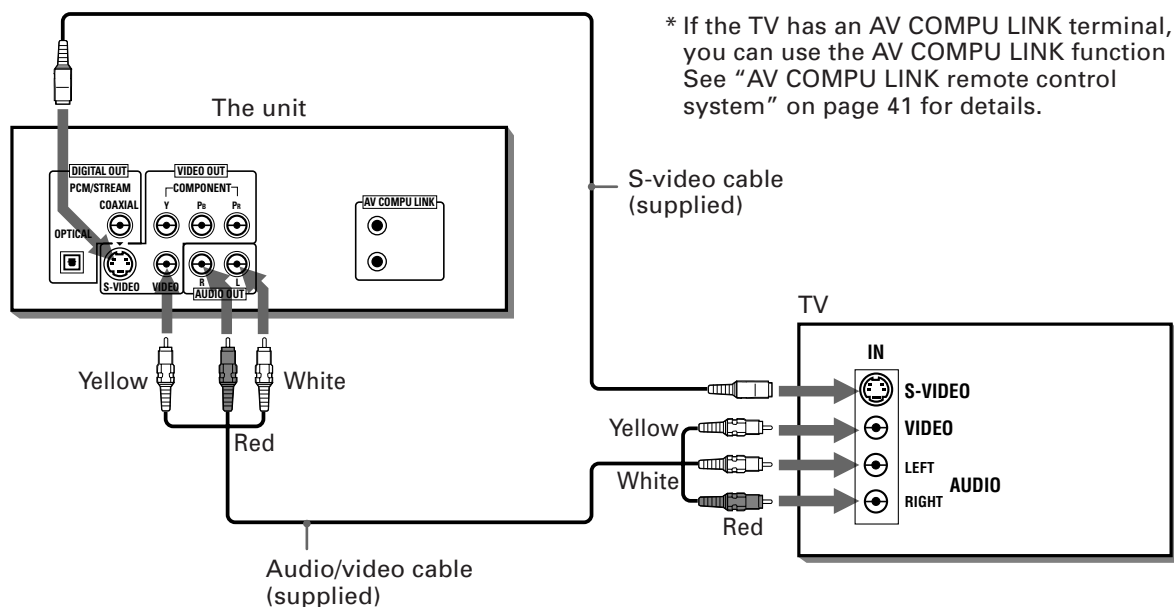 * If the TV has an AV COMPU LINK terminal,
you can use the AV COMPU LINK function
See “AV COMPU LINK remote control
system” on page 41 for details.
The unit
DIGITAL OUT
PCM/STREAM
COAXIAL
OPTICAL
VIDEO OUT
COMPONENT
Y
PB
PR
S-VIDEO
VIDEO
R
L
AUDIO OUT
AV COMPU LINK
S-video cable
(supplied)
Yellow
White
Red
Audio/video cable
(supplied)
TV
IN
S-VIDEO
VIDEO
LEFT
RIGHT
AUDIO
Yellow
White
Red